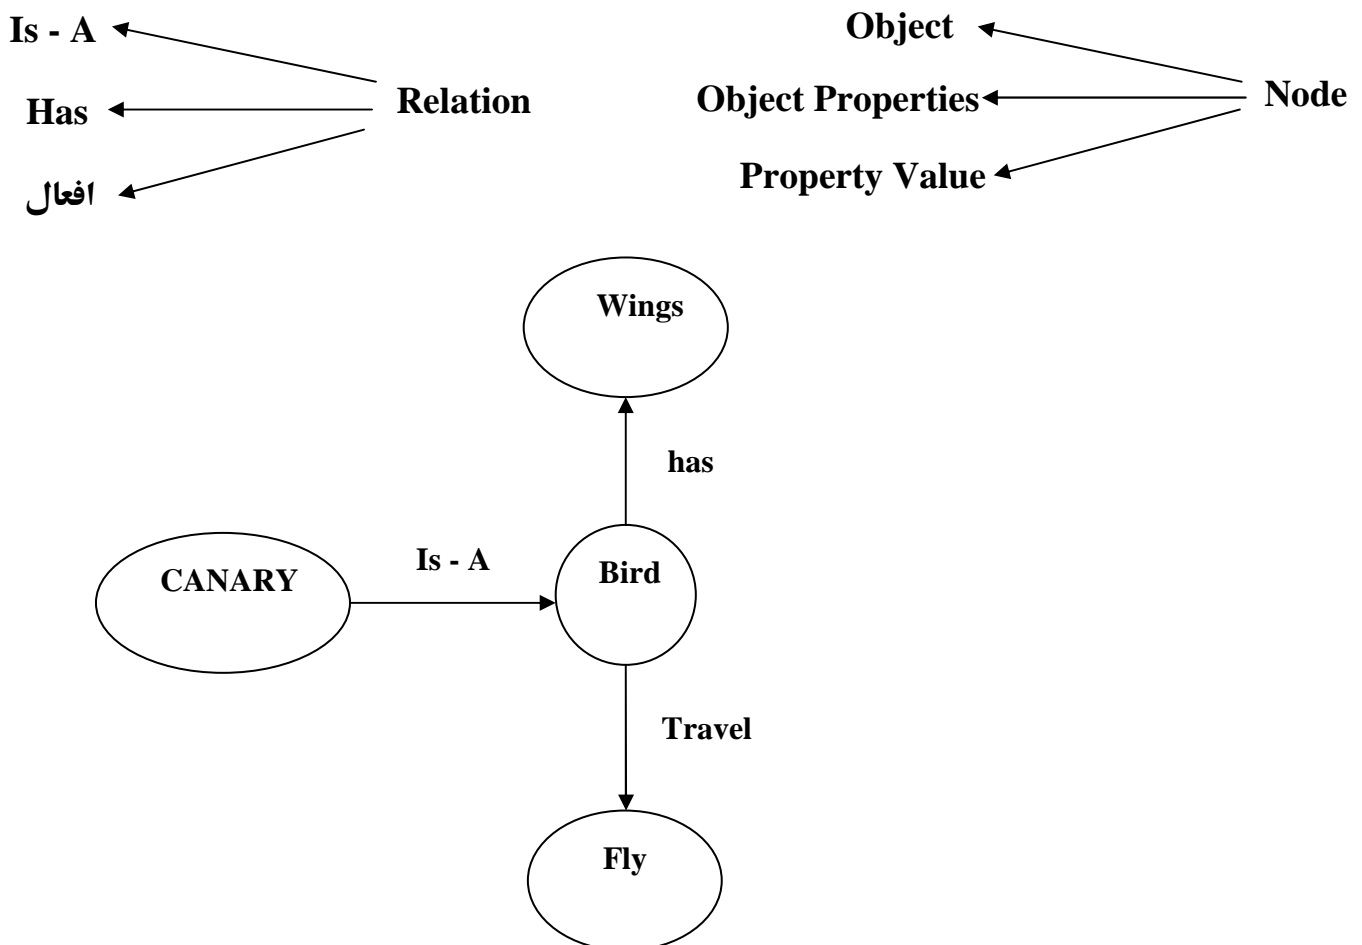 Is - A
Has
افعال
Relation
Object
Object Properties
Property Value
Node
Wings
has
CANARY
Is - A
Bird
Travel
Fly